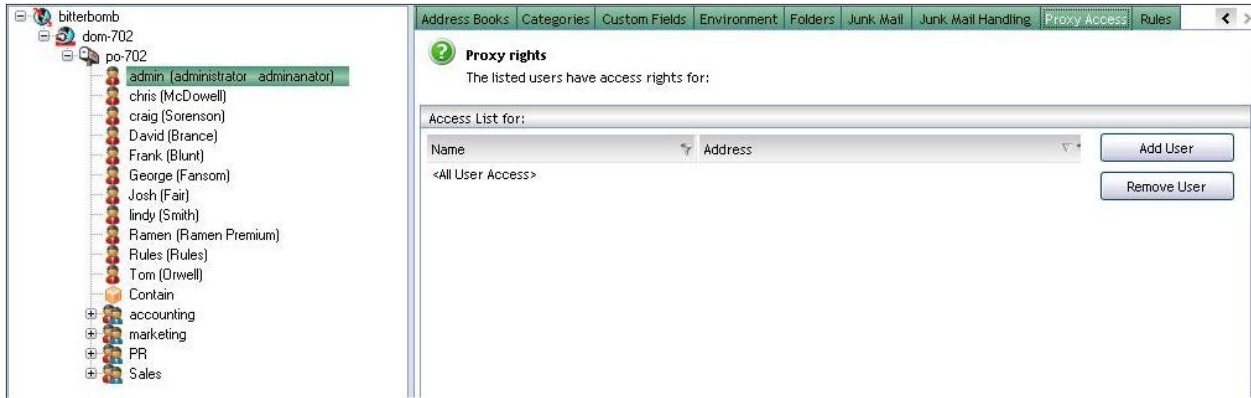 bitterbomb
dom-702
po-702
admin (administrator adminanator)
chris (McDowell)
craig (Sorenson)
David (Brance)
Frank (Blunt)
George (Fansom)
Josh (Fair)
lindy (Smith)
Ramen (Ramen Premium)
Rules (Rules)
Tom (Orwell)
Contain
accounting
marketing
PR
Sales
Address Books Categories Custom Fields Environment Folders Junk Mail Junk Mail Handling Proxy Access Rules
Proxy rights
The listed users have access rights for:
Access List for:
Name Address
<All User Access>
Add User
Remove User